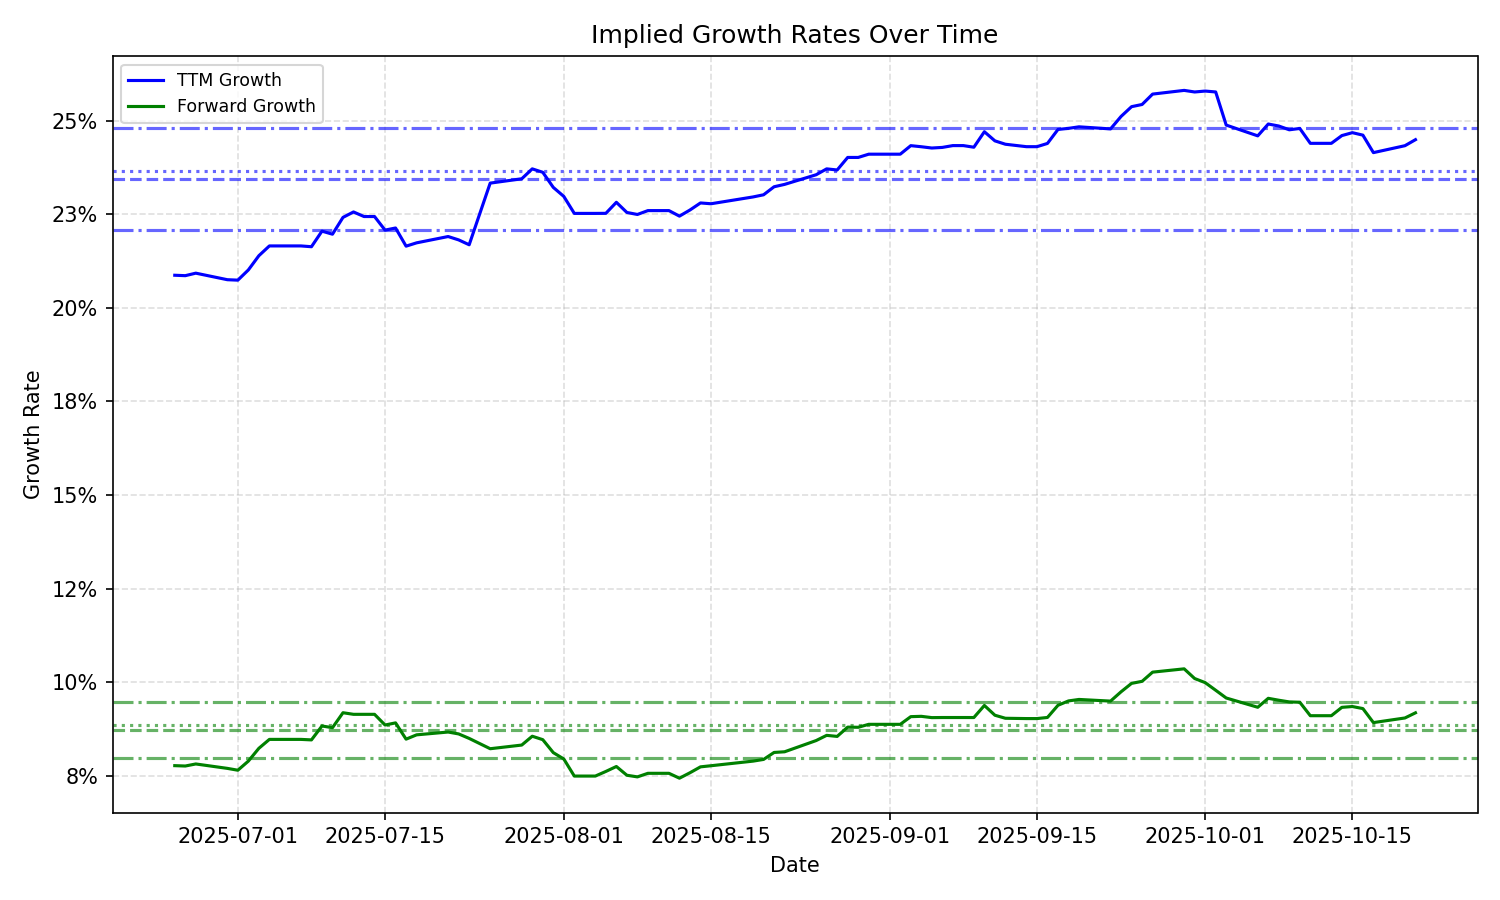 Implied Growth Rates Over Time
TTM Growth
Forward Growth
25%
23%
20%
18%
15%
12%
10%
8%
Growth Rate
2025-07-01 2025-07-15 2025-08-01 2025-08-15 2025-09-01 2025-09-15 2025-10-01 2025-10-15
Date